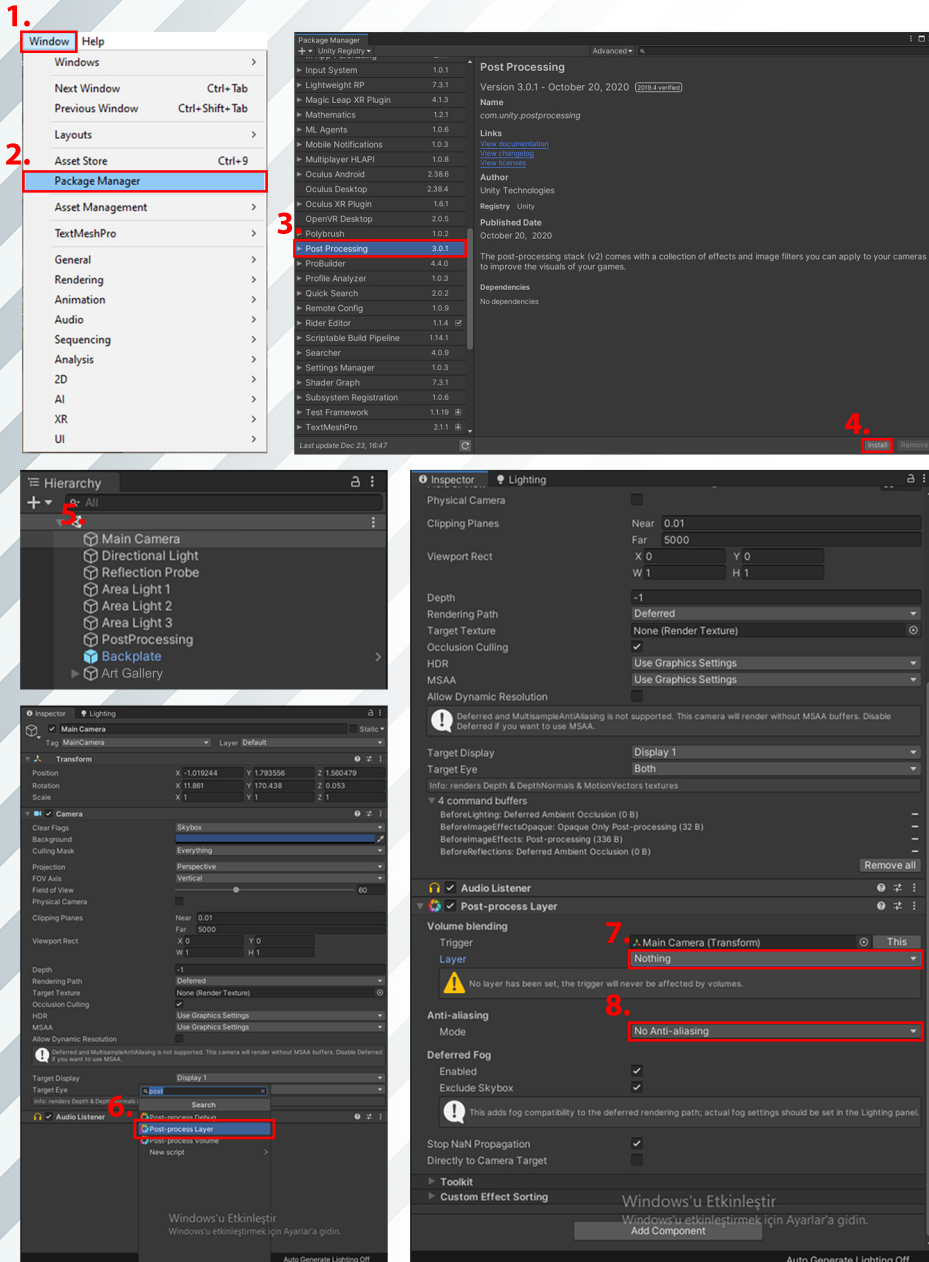 1.
Window Help
Windows
Next Window Ctrl+Tab
Previous Window Ctrl+Shift+Tab
Layouts
2.
Asset Store Ctrl+9
Package Manager
Asset Management
TextMeshPro
General
Rendering
Animation
Audio
Sequencing
Analysis
2D
AI
XR
UI
Package Manager
Unity Registry
Advanced
Input System 1.0.1
Lightweight RP 7.3.1
Magic Leap XR Plugin 4.1.3
Mathematics 1.2.1
ML Agents 1.0.6
Mobile Notifications 1.0.3
Multiplayer HLAPI 1.0.8
Oculus Android 2.38.6
Oculus Desktop 2.38.4
Oculus XR Plugin 1.6.1
OpenVR Desktop 2.0.5
3.
Polybrush 1.0.2
Post Processing 3.0.1
ProBuilder 4.4.0
Profile Analyzer 1.0.3
Quick Search 2.0.2
Remote Config 1.0.9
Rider Editor 1.1.4
Scriptable Build Pipeline 1.14.1
Searcher 4.0.9
Settings Manager 1.0.3
Shader Graph 7.3.1
Subsystem Registration 1.0.6
Test Framework 1.1.19
TextMeshPro 2.1.1
Last update Dec 23, 16:47
Post Processing
Version 3.0.1 - October 20, 2020 2019.4 verified
Name
com.unity.postprocessing
Links
View documentation
View changelog
View licenses
Author
Unity Technologies
Registry Unity
Published Date
October 20, 2020
The post-processing stack (v2) comes with a collection of effects and image filters you can apply to your cameras
to improve the visuals of your games.
Dependencies
No dependencies
4.
Install Remove
Hierarchy
All
5.
Main Camera
Directional Light
Reflection Probe
Area Light 1
Area Light 2
Area Light 3
PostProcessing
Backplate
Art Gallery
Inspector Lighting
Main Camera Static
Tag MainCamera Layer Default
Transform
Position X -1.019244 Y 1.793556 Z 1.560479
Rotation X 11.861 Y 170.438 Z 0.053
Scale X 1 Y 1 Z 1
Camera
Clear Flags Skybox
Background
Culling Mask Everything
Projection Perspective
FOV Axis Vertical
Field of View 60
Physical Camera
Clipping Planes Near 0.01
Far 5000
Viewport Rect X 0 Y 0
W 1 H 1
Depth -1
Rendering Path Deferred
Target Texture None (Render Texture)
Occlusion Culling
HDR Use Graphics Settings
MSAA Use Graphics Settings
Allow Dynamic Resolution
Deferred and MultisampleAntiAliasing is not supported. This camera will render without MSAA buffers. Disable Deferred
if you want to use MSAA.
Target Display Display 1
Target Eye
post
Info: renders Depth & DepthNormals
Search
6.
Audio Listener
Post-process Debug
Post-process Layer
Post-process Volume
New script
Windows'u Etkinleştir
Windows'u etkinleştirmek için Ayarlar'a gidin.
Auto Generate Lighting Off
Inspector Lighting
Physical Camera
Clipping Planes Near 0.01
Far 5000
Viewport Rect X 0 Y 0
W 1 H 1
Depth -1
Rendering Path Deferred
Target Texture None (Render Texture)
Occlusion Culling
HDR Use Graphics Settings
MSAA Use Graphics Settings
Allow Dynamic Resolution
Deferred and MultisampleAntiAliasing is not supported. This camera will render without MSAA buffers. Disable
Deferred if you want to use MSAA.
Target Display Display 1
Target Eye Both
Info: renders Depth & DepthNormals & MotionVectors textures
4 command buffers
BeforeLighting: Deferred Ambient Occlusion (0 B)
BeforeImageEffectsOpaque: Opaque Only Post-processing (32 B)
BeforeImageEffects: Post-processing (336 B)
BeforeReflections: Deferred Ambient Occlusion (0 B)
Remove all
Audio Listener
Post-process Layer
Volume blending
7.
Trigger Main Camera (Transform) This
Layer Nothing
No layer has been set, the trigger will never be affected by volumes.
8.
Anti-aliasing
Mode No Anti-aliasing
Deferred Fog
Enabled
Exclude Skybox
This adds fog compatibility to the deferred rendering path; actual fog settings should be set in the Lighting panel.
Stop NaN Propagation
Directly to Camera Target
Toolkit
Custom Effect Sorting
Windows'u Etkinleştir
Windows'u etkinleştirmek için Ayarlar'a gidin.
Add Component
Auto Generate Lighting Off